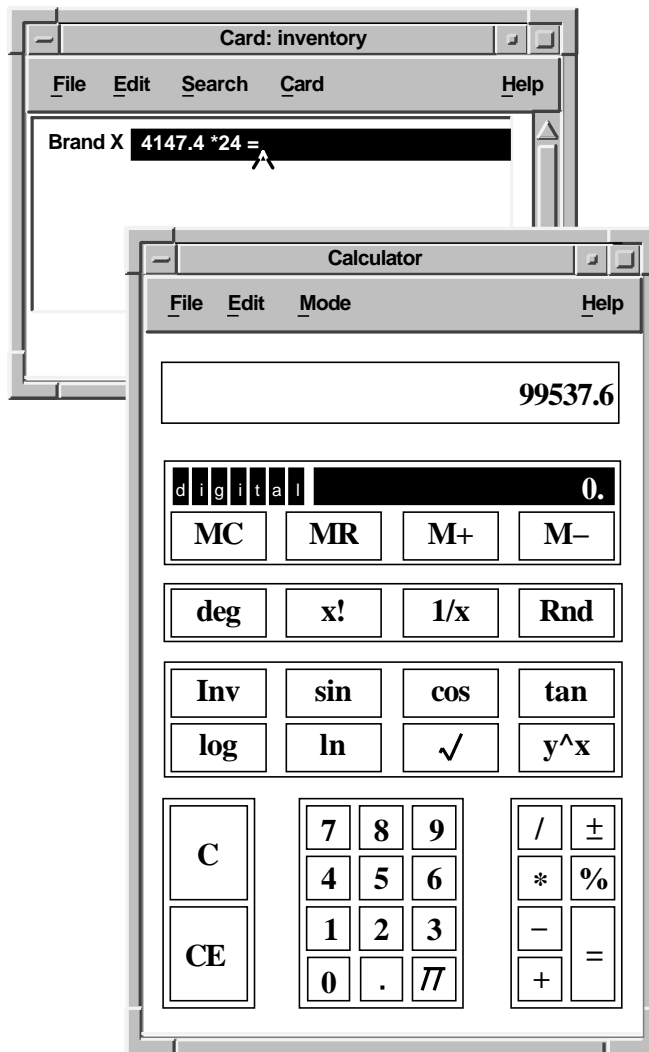 Card: inventory
File Edit Search Card Help
Brand X 4147.4 *24 =
Calculator
File Edit Mode Help
99537.6
digital 0.
MC MR M+ M−
deg x! 1/x Rnd
Inv sin cos tan
log ln √ y^x
C 7 8 9 / ±
4 5 6 * %
CE 1 2 3 − =
0 . π +